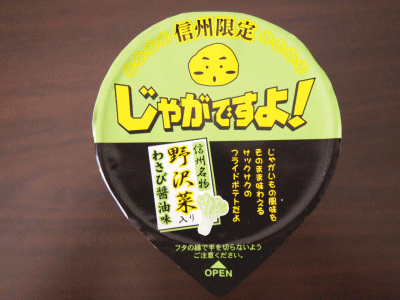 信州限定
じゃがですよ!
信州名物
野沢菜入り
わさび醤油味
じゃがいもの風味を
そのまま味わえる
サックサクの
フライドポテトだよ
フタの縁で手を切らないよう
ご注意ください。
OPEN